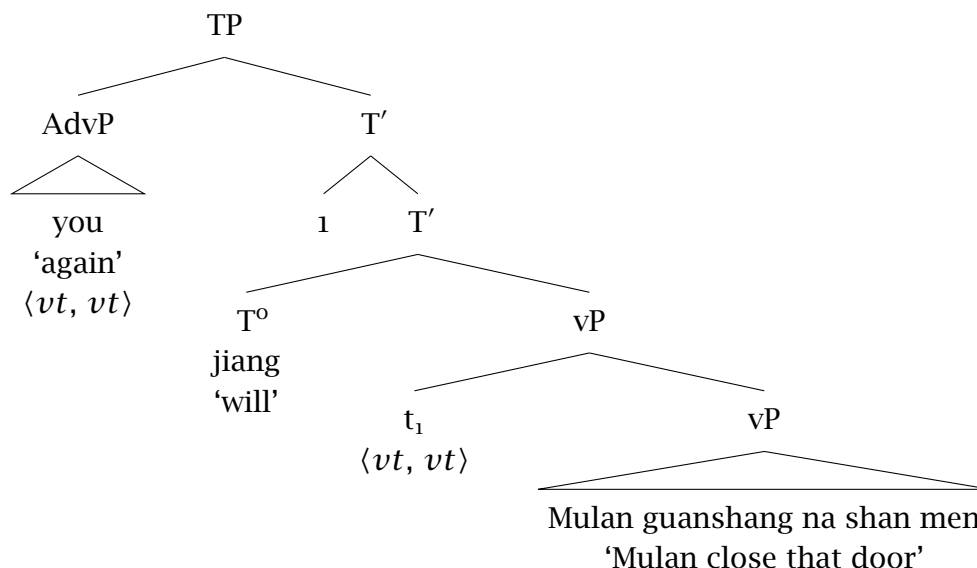 TP
AdvP T′
you 1 T′
‘again’
⟨vt, vt⟩ T⁰ vP
jiang
‘will’ t₁ vP
⟨vt, vt⟩
Mulan guanshang na shan men
‘Mulan close that door’